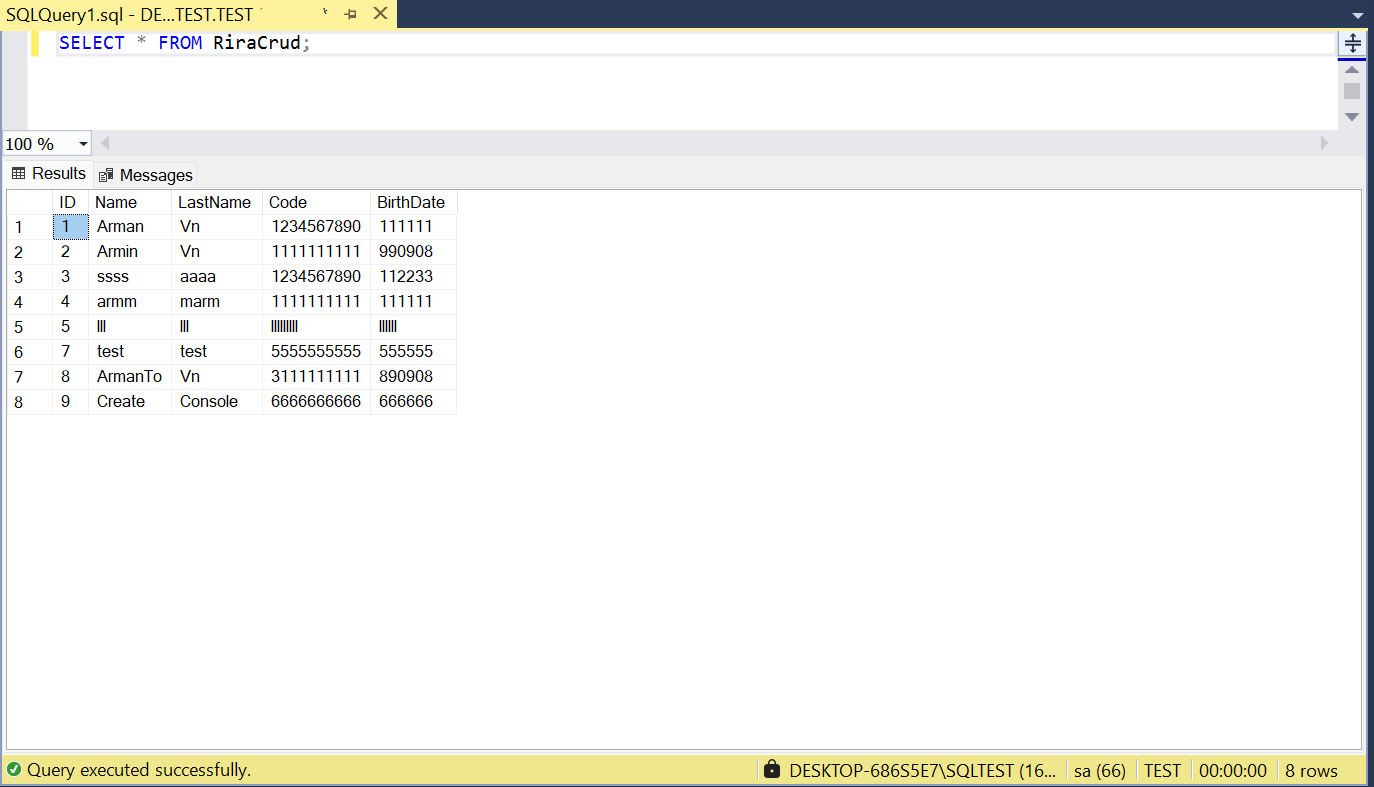 SQLQuery1.sql - DE...TEST.TEST
SELECT * FROM RiraCrud;
100 %
Results Messages
ID Name LastName Code BirthDate
1 1 Arman Vn 1234567890 111111
2 2 Armin Vn 1111111111 990908
3 3 ssss aaaa 1234567890 112233
4 4 armm marm 1111111111 111111
5 5 lll lll
6 7 test test 5555555555 555555
7 8 ArmanTo Vn 3111111111 890908
8 9 Create Console 6666666666 666666
Query executed successfully. DESKTOP-686S5E7\SQLTEST (16... sa (66) TEST 00:00:00 8 rows